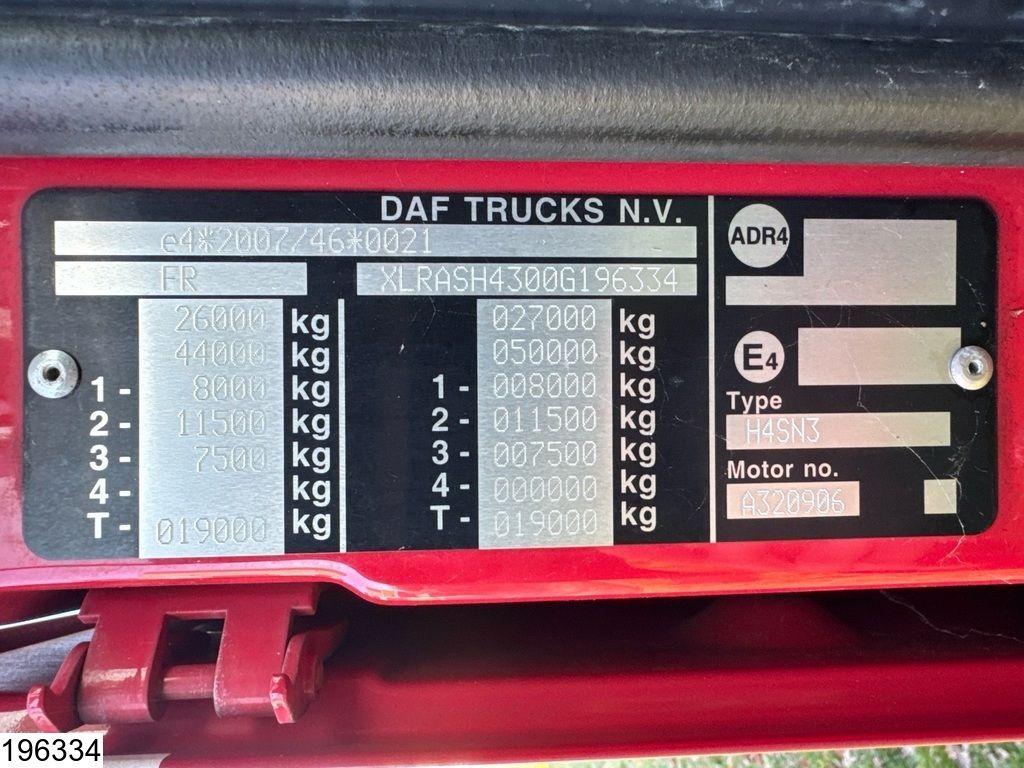 DAF TRUCKS N.V.
e4*2007/46*0021
FR XLRASH4300G196334
26000 kg
44000 kg
1- 8000 kg
2- 11500 kg
3- 7500 kg
4- kg
T- 019000 kg
027000 kg
050000 kg
1- 008000 kg
2- 011500 kg
3- 007500 kg
4- 000000 kg
T- 019000 kg
ADR4
E4
Type
H4SN3
Motor no.
A320906
196334